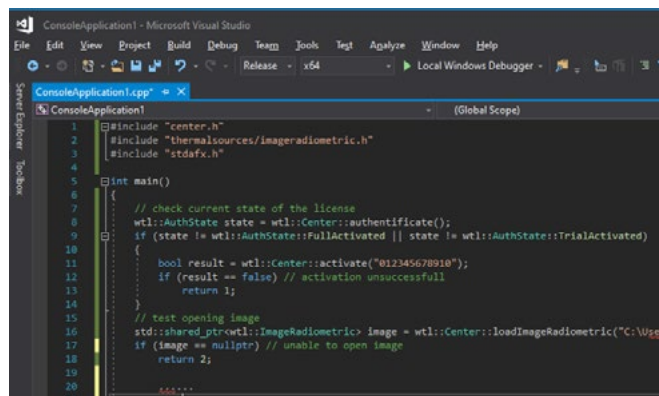 ConsoleApplication1 - Microsoft Visual Studio
File Edit View Project Build Debug Team Tools Test Analyze Window Help
Release x64 Local Windows Debugger
Server Explorer
Toolbox
ConsoleApplication1.cpp*
ConsoleApplication1 (Global Scope)
1 #include "center.h"
2 #include "thermalsources/imageradiometric.h"
3 #include "stdafx.h"
4
5 int main()
6 {
7 // check current state of the license
8 wtl::AuthState state = wtl::Center::authentificate();
9 if (state != wtl::AuthState::FullActivated || state != wtl::AuthState::TrialActivated)
10 {
11 bool result = wtl::Center::activate("012345678910");
12 if (result == false) // activation unsuccessfull
13 return 1;
14 }
15 // test opening image
16 std::shared_ptr<wtl::ImageRadiometric> image = wtl::Center::loadImageRadiometric("C:\Use
17 if (image == nullptr) // unable to open image
18 return 2;
19
20 ......